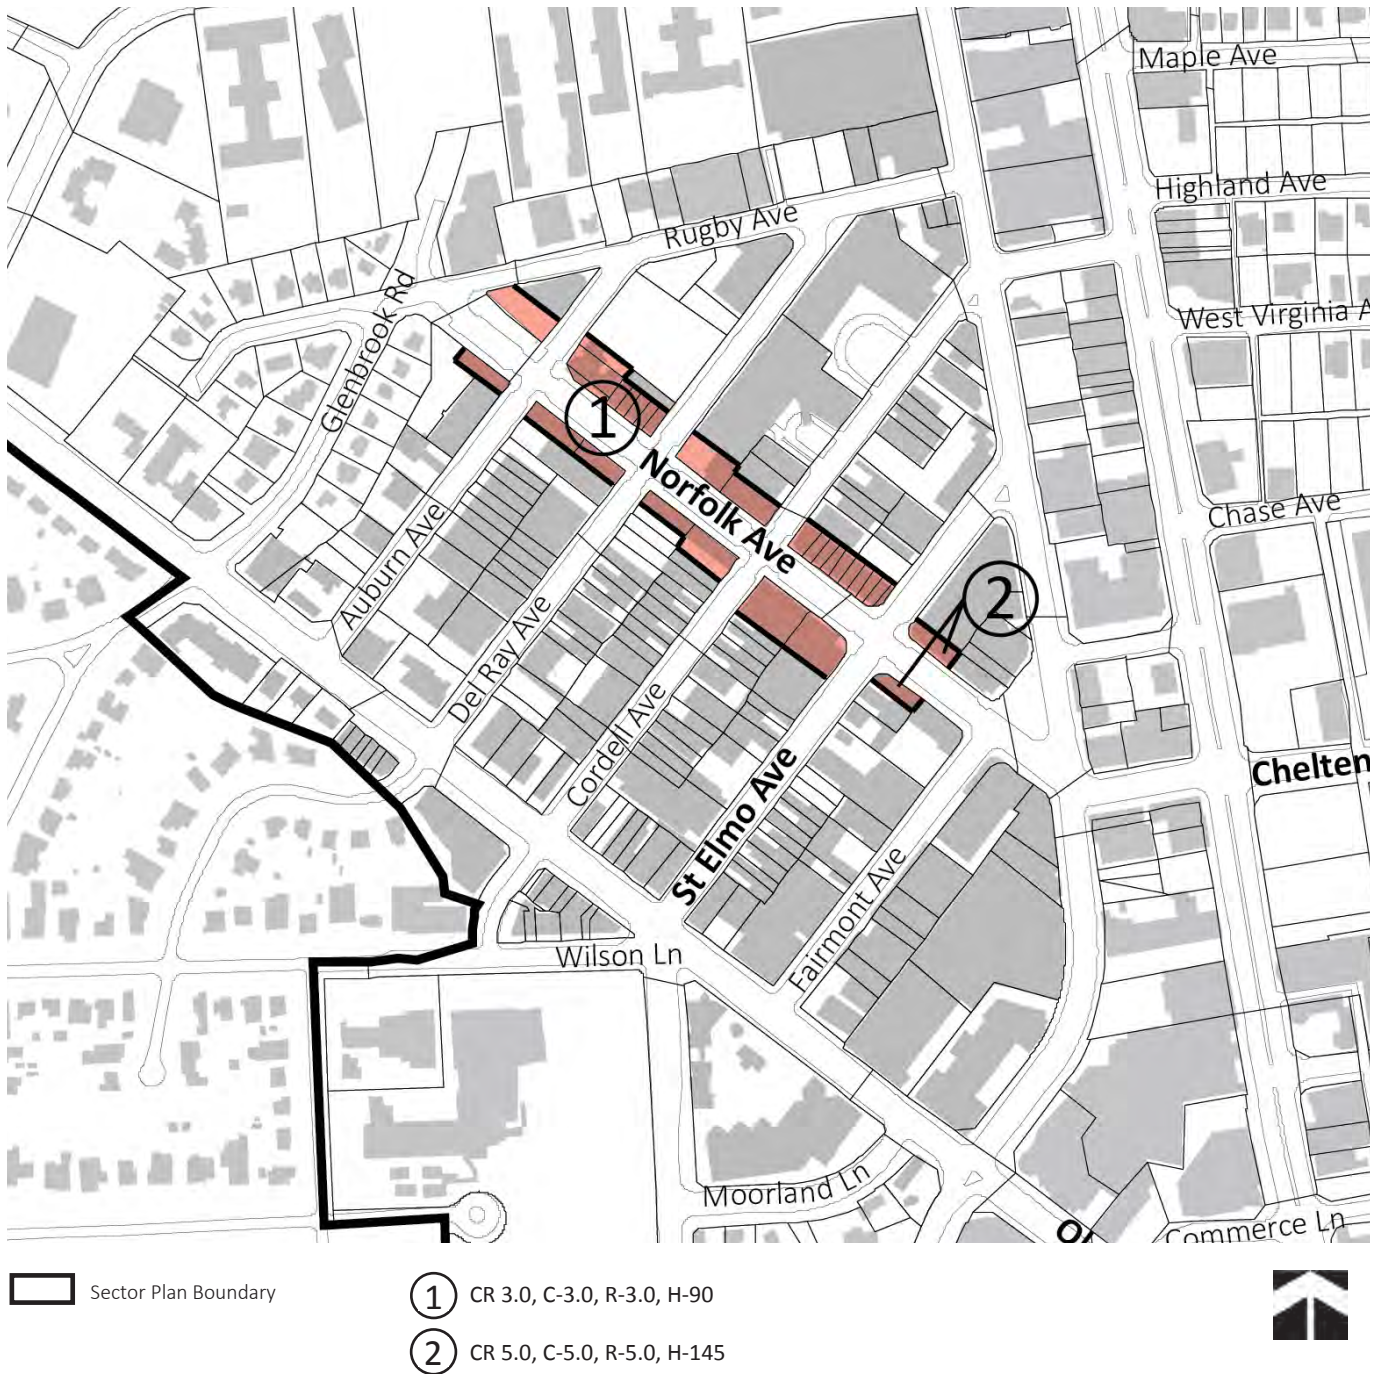 Maple Ave
Highland Ave
Rugby Ave
Glenbrook Rd
West Virginia A
1
Norfolk Ave
Chase Ave
Auburn Ave
2
Del Ray Ave
Cordell Ave
St Elmo Ave
Chelten
Fairmont Ave
Wilson Ln
Moorland Ln
Ol
Commerce Ln
Sector Plan Boundary
1 CR 3.0, C-3.0, R-3.0, H-90
2 CR 5.0, C-5.0, R-5.0, H-145